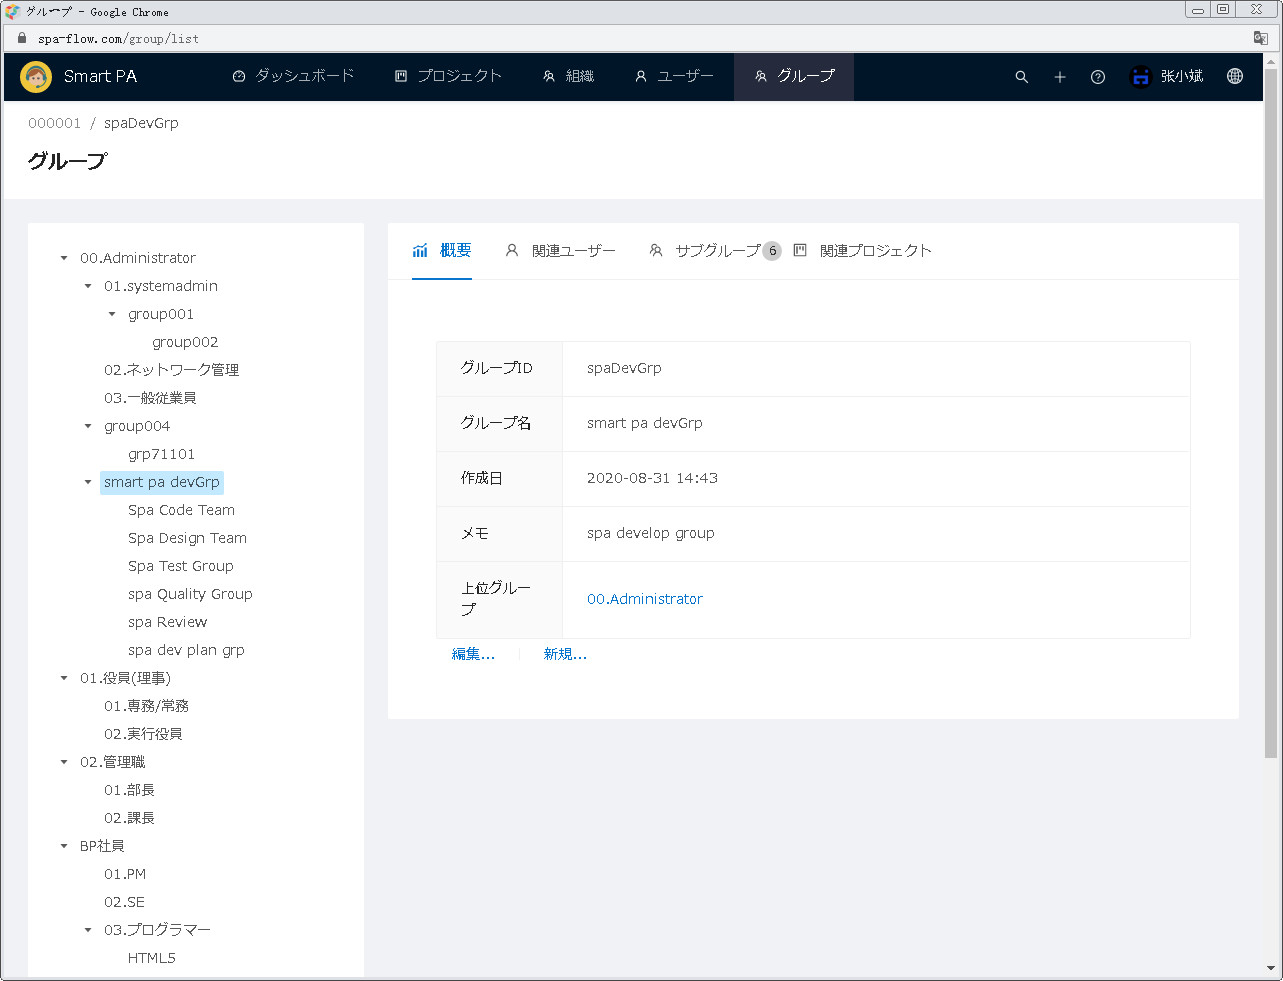 グループ - Google Chrome
spa-flow.com/group/list
Smart PA ダッシュボード プロジェクト 組織 ユーザー グループ 张小斌
000001 / spaDevGrp
グループ
00.Administrator
01.systemadmin
group001
group002
02.ネットワーク管理
03.一般従業員
group004
grp71101
smart pa devGrp
Spa Code Team
Spa Design Team
Spa Test Group
spa Quality Group
spa Review
spa dev plan grp
01.役員(理事)
01.専務/常務
02.実行役員
02.管理職
01.部長
02.課長
BP社員
01.PM
02.SE
03.プログラマー
HTML5
概要 関連ユーザー サブグループ 6 関連プロジェクト
グループID spaDevGrp
グループ名 smart pa devGrp
作成日 2020-08-31 14:43
メモ spa develop group
上位グルー
プ 00.Administrator
編集... 新規...